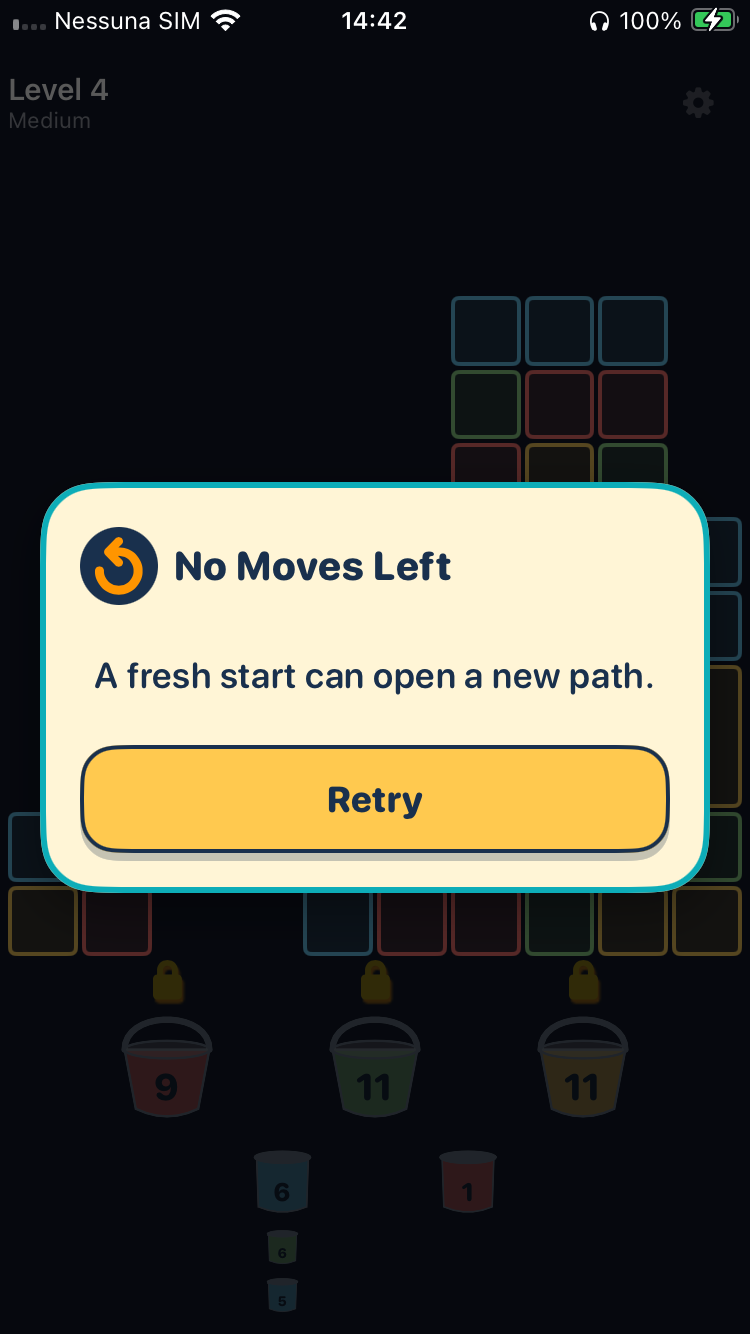 Nessuna SIM 14:42 100%
Level 4
Medium
No Moves Left
A fresh start can open a new path.
Retry
9 11 11
6 1
6
5